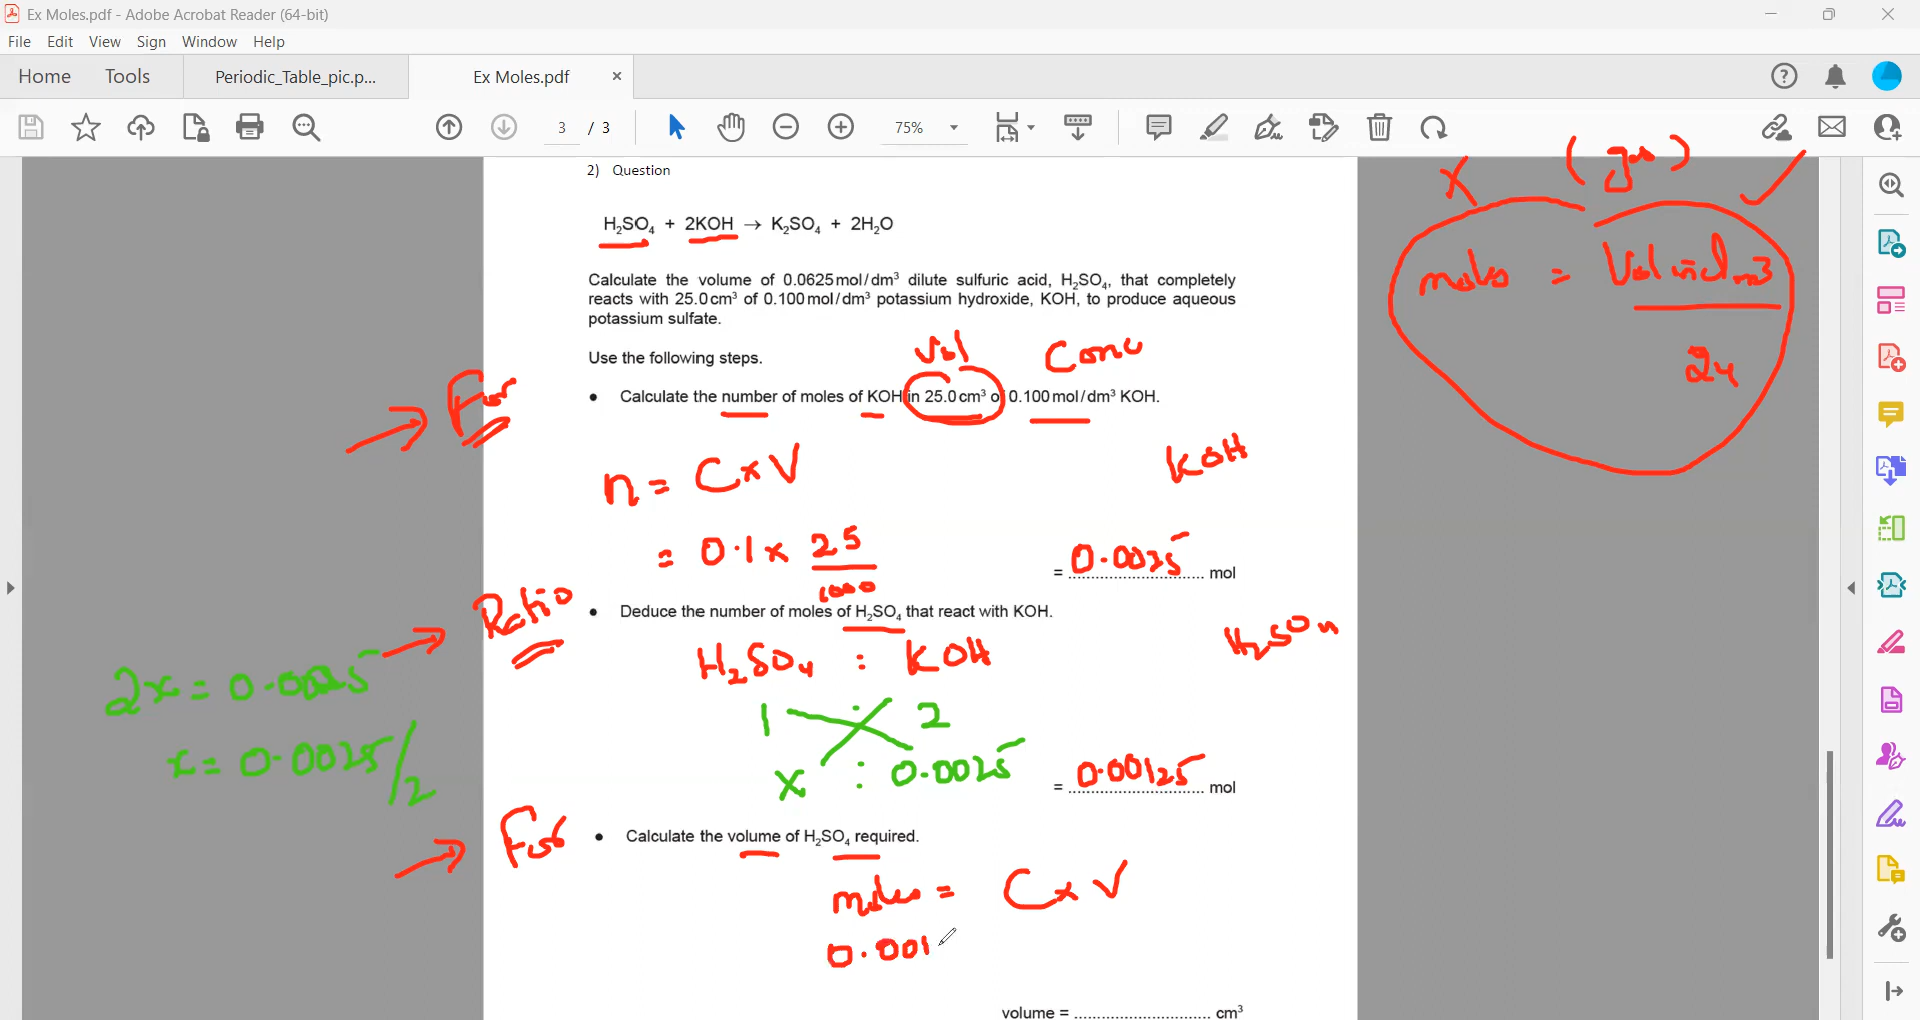 Ex Moles.pdf - Adobe Acrobat Reader (64-bit)
File Edit View Sign Window Help
Home Tools Periodic_Table_pic.p... Ex Moles.pdf ×
3 / 3 75%
2) Question
(gas)
H₂SO₄ + 2KOH → K₂SO₄ + 2H₂O
X
moles = Vol in dm3
24
Calculate the volume of 0.0625 mol/dm³ dilute sulfuric acid, H₂SO₄, that completely
reacts with 25.0 cm³ of 0.100 mol/dm³ potassium hydroxide, KOH, to produce aqueous
potassium sulfate.
Use the following steps.
Vol Conc
For
• Calculate the number of moles of KOH in 25.0 cm³ of 0.100 mol/dm³ KOH.
n = C x V KOH
= 0.1 x 25
1000
= 0.0025 mol
Ratio
• Deduce the number of moles of H₂SO₄ that react with KOH.
H₂SO₄
H₂SO₄ : KOH
1 : 2
x : 0.0025
2x = 0.0025
x = 0.0025/2
= 0.00125 mol
For
• Calculate the volume of H₂SO₄ required.
moles = C x V
0.001
volume = .............................. cm³